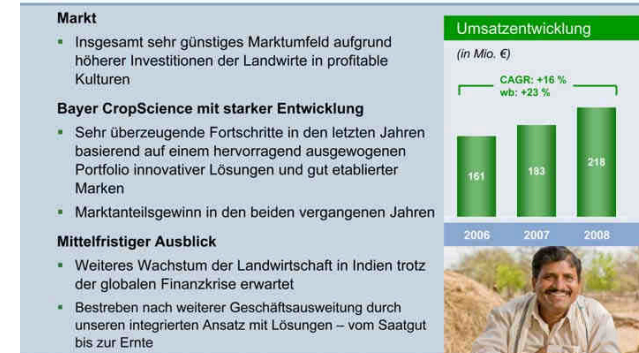 Markt
Insgesamt sehr günstiges Marktumfeld aufgrund
höherer Investitionen der Landwirte in profitable
Kulturen
Bayer CropScience mit starker Entwicklung
Sehr überzeugende Fortschritte in den letzten Jahren
basierend auf einem hervorragend ausgewogenen
Portfolio innovativer Lösungen und gut etablierter
Marken
Marktanteilsgewinn in den beiden vergangenen Jahren
Mittelfristiger Ausblick
Weiteres Wachstum der Landwirtschaft in Indien trotz
der globalen Finanzkrise erwartet
Bestreben nach weiterer Geschäftsausweitung durch
unseren integrierten Ansatz mit Lösungen – vom Saatgut
bis zur Ernte
Umsatzentwicklung
(in Mio. €)
CAGR: +16 %
wb: +23 %
161 183 218
2006 2007 2008